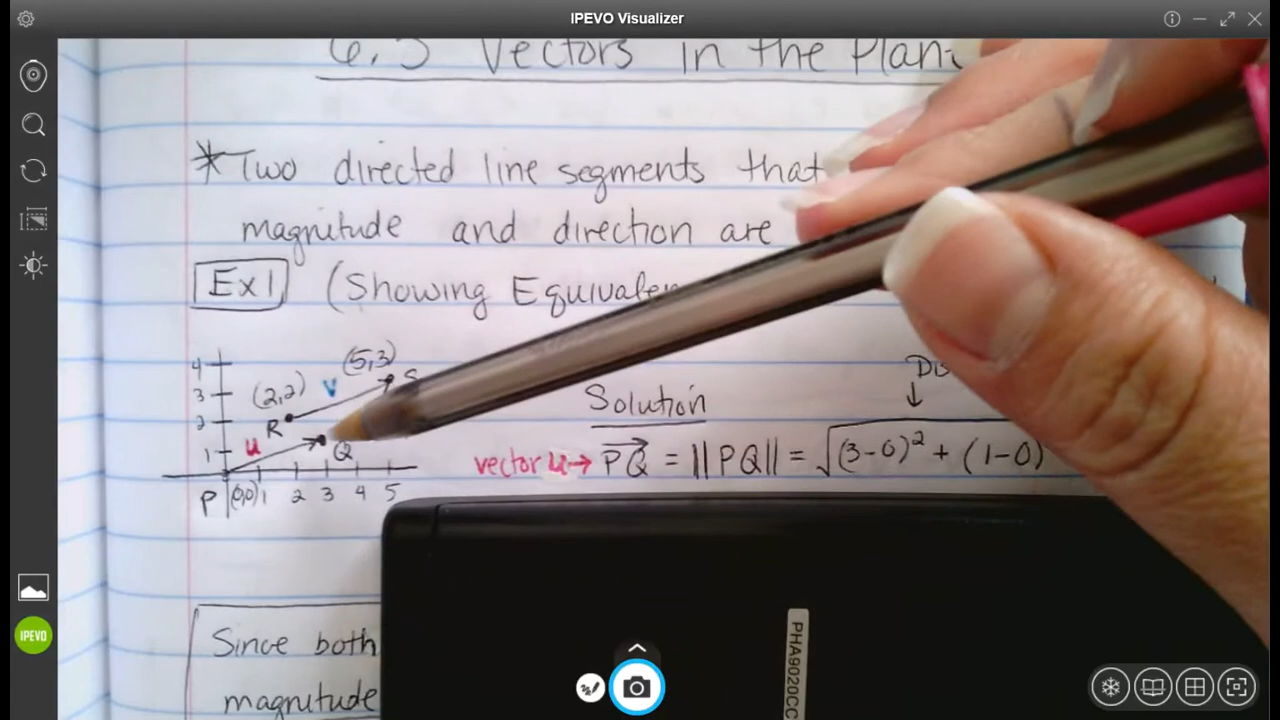 IPEVO Visualizer
6.3 Vectors in the Plan
*Two directed line segments that
magnitude and direction are
Ex1 (Showing Equivalen
4
3
2
1
(5,3)
S
v
(2,2)
R
u
Q
P (0,0) 1 2 3 4 5
Solution
↓
vector u→ PQ = ||PQ|| = √(3-0)² + (1-0)
Since both
magnitude
PHA9020CC
IPEVO